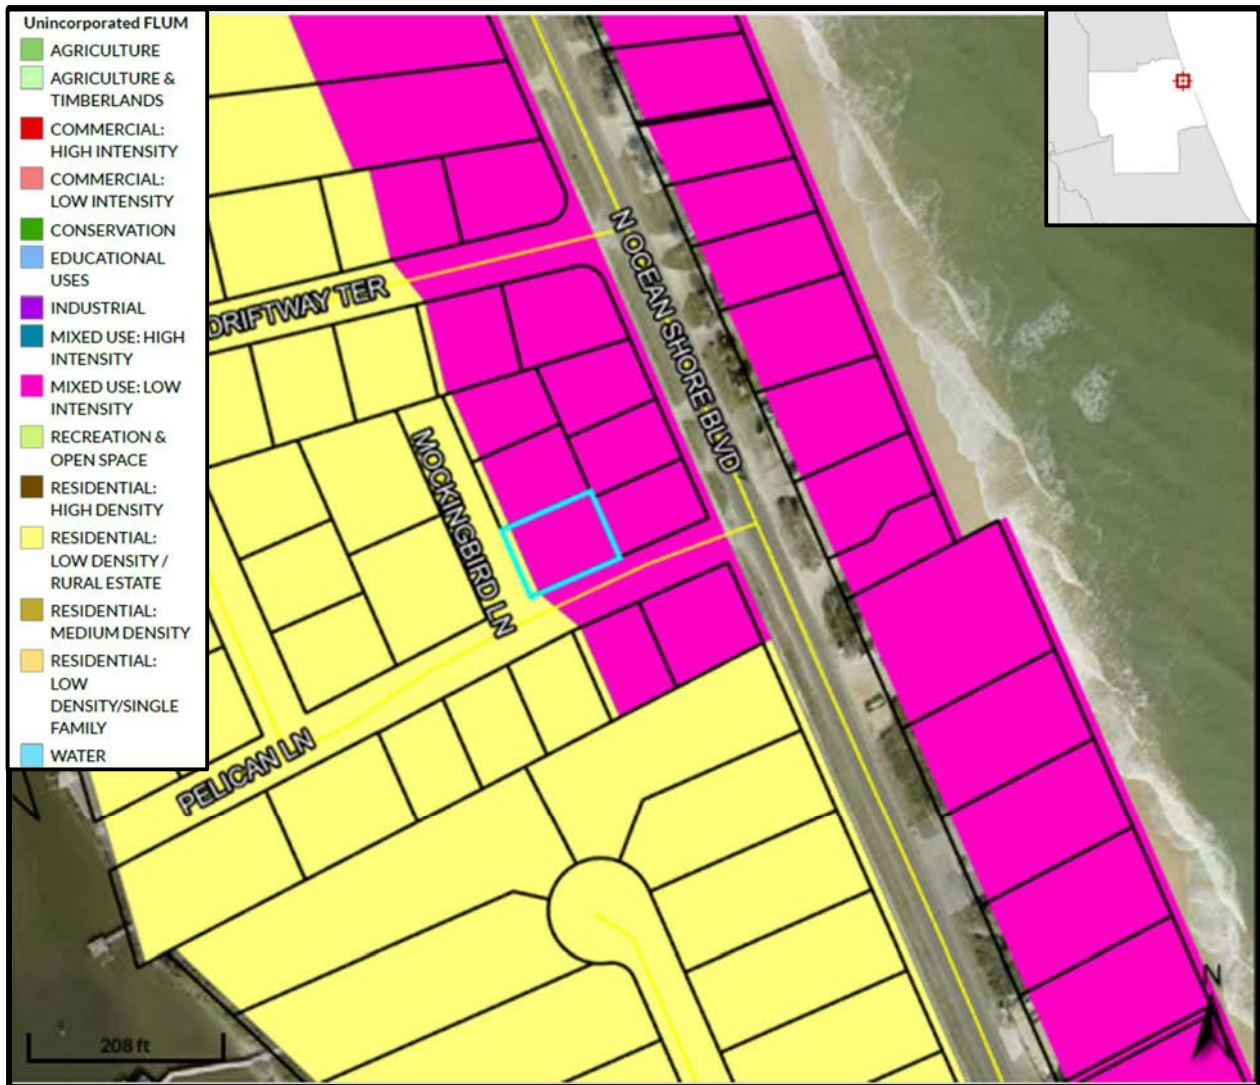 Unincorporated FLUM
AGRICULTURE
AGRICULTURE &
TIMBERLANDS
COMMERCIAL:
HIGH INTENSITY
COMMERCIAL:
LOW INTENSITY
CONSERVATION
EDUCATIONAL
USES
INDUSTRIAL
MIXED USE: HIGH
INTENSITY
MIXED USE: LOW
INTENSITY
RECREATION &
OPEN SPACE
RESIDENTIAL:
HIGH DENSITY
RESIDENTIAL:
LOW DENSITY /
RURAL ESTATE
RESIDENTIAL:
MEDIUM DENSITY
RESIDENTIAL:
LOW
DENSITY/SINGLE
FAMILY
WATER
N OCEAN SHORE BLVD
DRIFTWAY TER
MOCKINGBIRD LN
PELICAN LN
208 ft
N